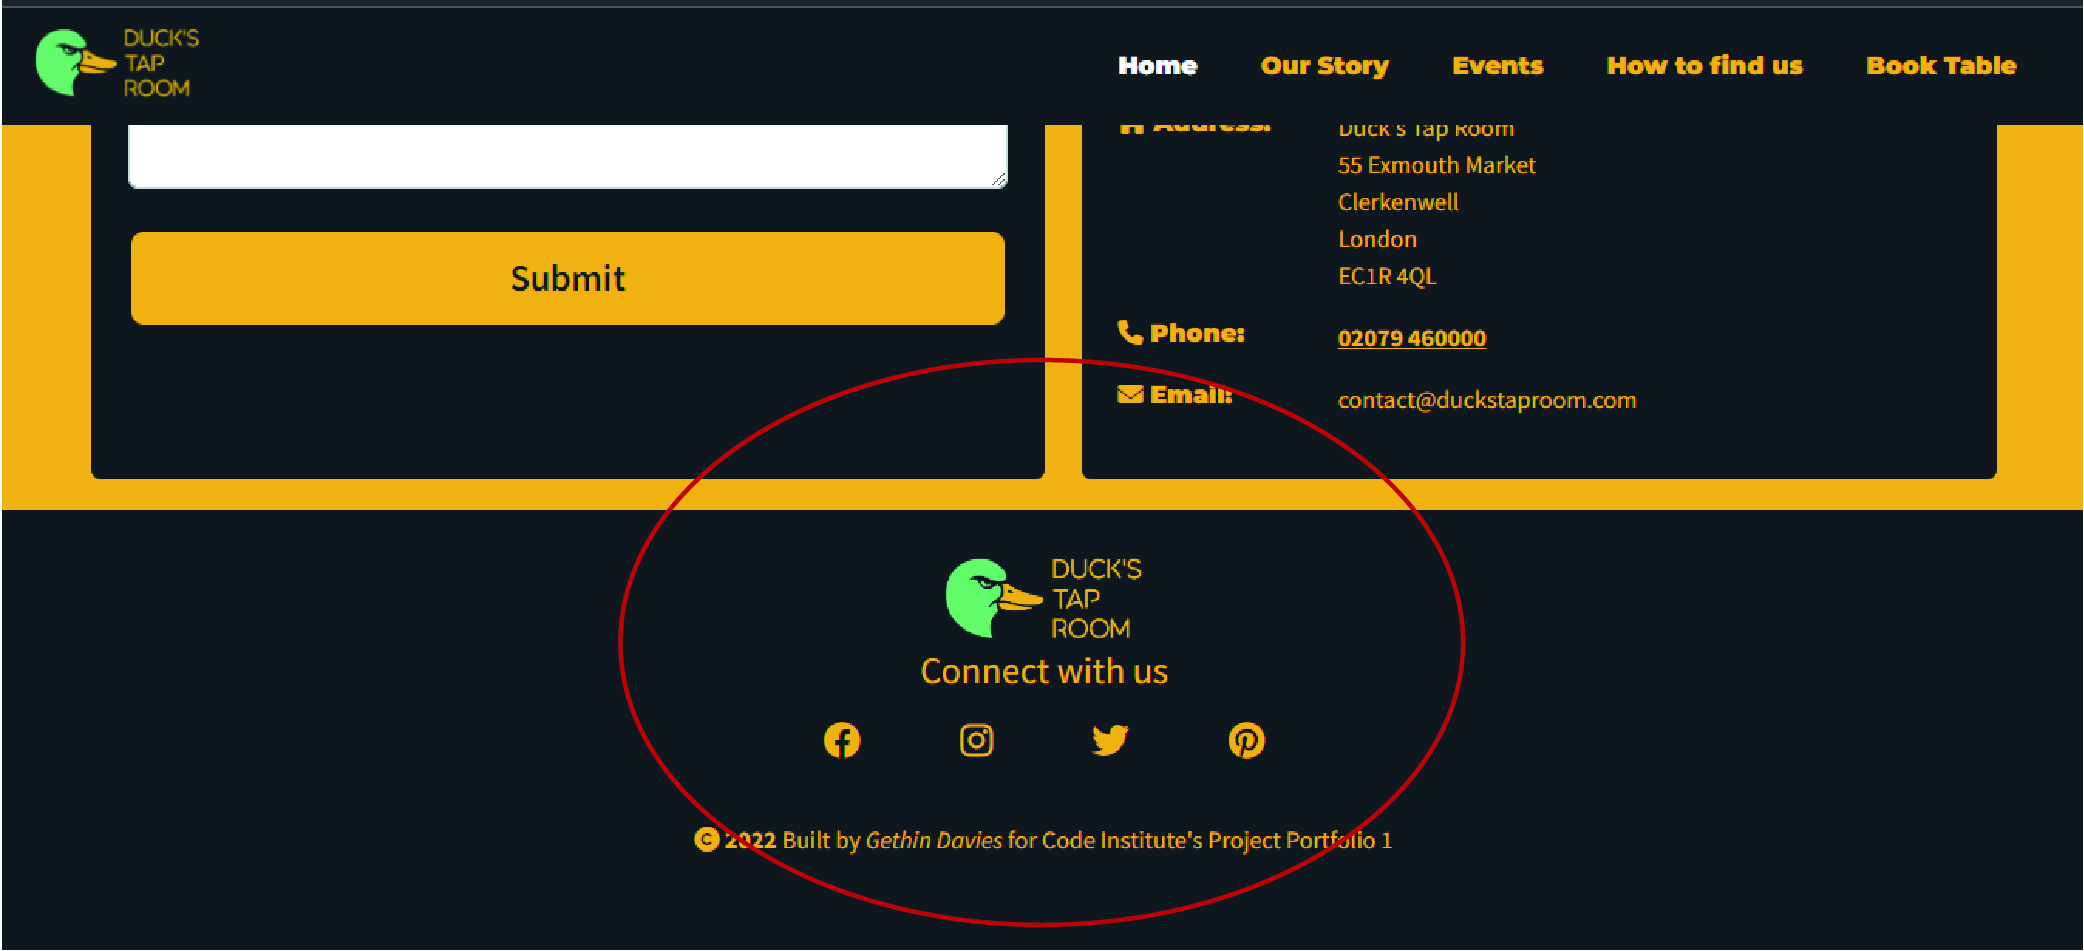 DUCK'S
TAP
ROOM
Home Our Story Events How to find us Book Table
Address: Duck's Tap Room
55 Exmouth Market
Clerkenwell
London
EC1R 4QL
Submit
Phone: 02079 460000
Email: contact@duckstaproom.com
DUCK'S
TAP
ROOM
Connect with us
© 2022 Built by Gethin Davies for Code Institute's Project Portfolio 1